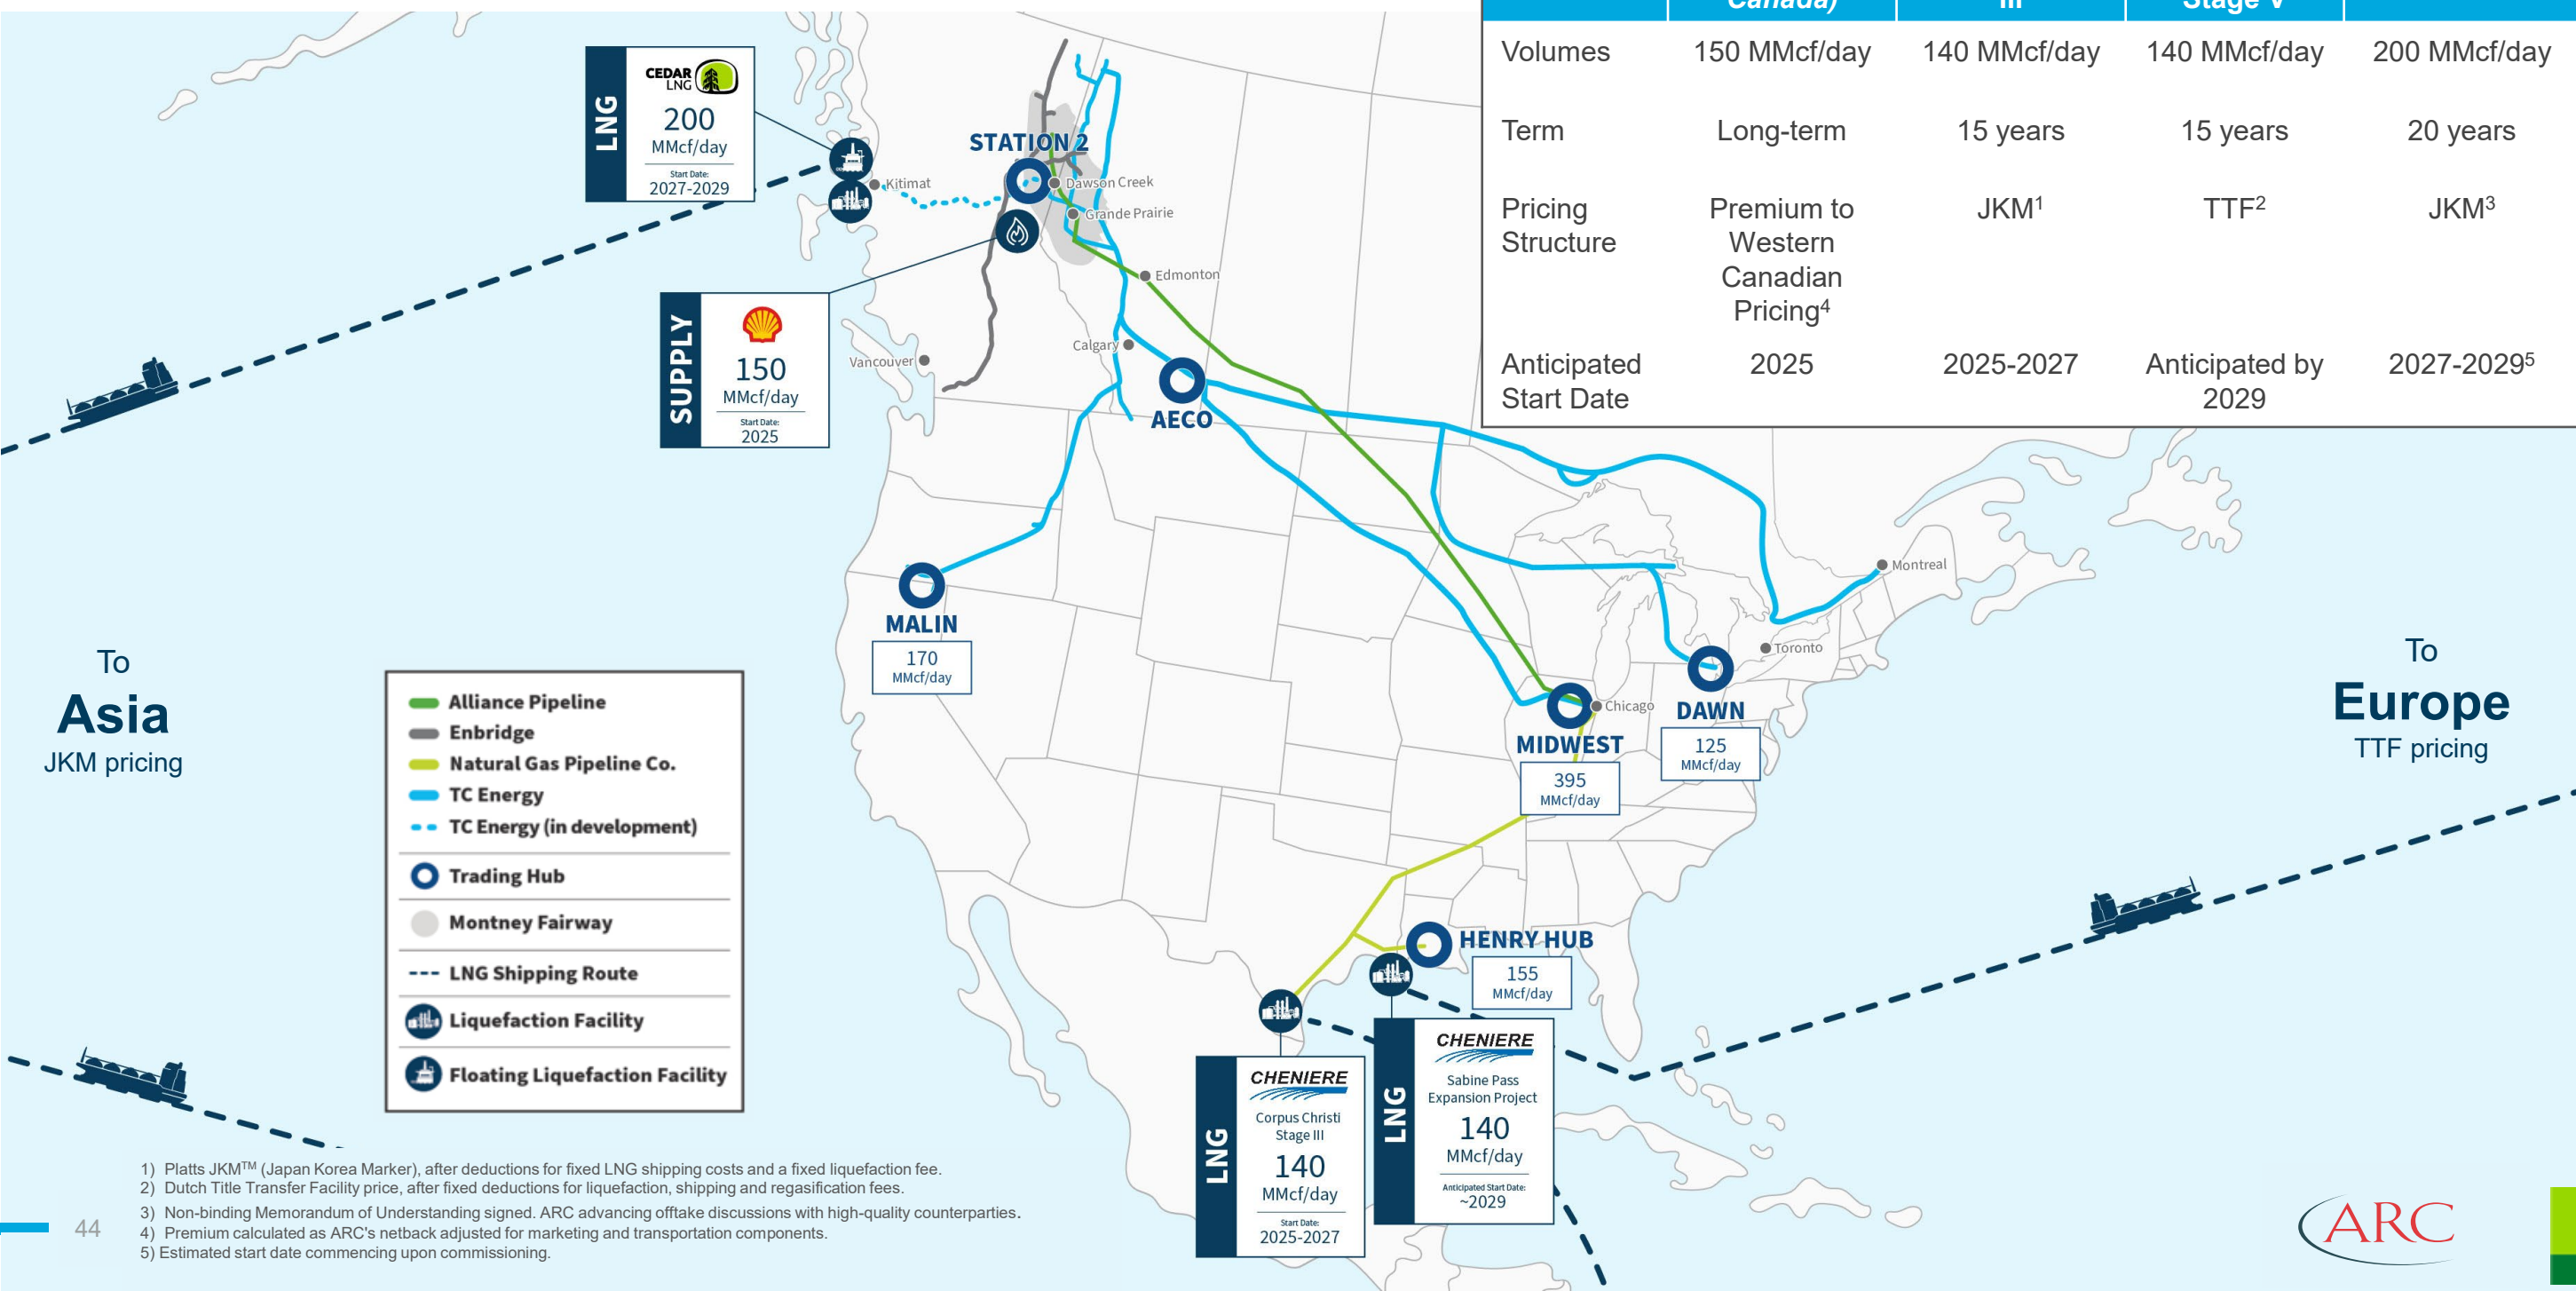 Canada)
III
Stage V
Volumes 150 MMcf/day 140 MMcf/day 140 MMcf/day 200 MMcf/day
Term Long-term 15 years 15 years 20 years
Pricing Structure Premium to Western Canadian Pricing4 JKM1 TTF2 JKM3
Anticipated Start Date 2025 2025-2027 Anticipated by 2029 2027-20295
LNG
CEDAR
LNG
200
MMcf/day
Start Date:
2027-2029
STATION 2
Kitimat
Dawson Creek
Grande Prairie
Edmonton
SUPPLY
150
MMcf/day
Start Date:
2025
Vancouver
Calgary
AECO
MALIN
170
MMcf/day
Montreal
Toronto
Chicago
DAWN
125
MMcf/day
MIDWEST
395
MMcf/day
To
Asia
JKM pricing
To
Europe
TTF pricing
Alliance Pipeline
Enbridge
Natural Gas Pipeline Co.
TC Energy
TC Energy (in development)
Trading Hub
Montney Fairway
LNG Shipping Route
Liquefaction Facility
Floating Liquefaction Facility
HENRY HUB
155
MMcf/day
LNG
CHENIERE
Corpus Christi
Stage III
140
MMcf/day
Start Date:
2025-2027
LNG
CHENIERE
Sabine Pass
Expansion Project
140
MMcf/day
Anticipated Start Date:
~2029
1) Platts JKM™ (Japan Korea Marker), after deductions for fixed LNG shipping costs and a fixed liquefaction fee.
2) Dutch Title Transfer Facility price, after fixed deductions for liquefaction, shipping and regasification fees.
3) Non-binding Memorandum of Understanding signed. ARC advancing offtake discussions with high-quality counterparties.
4) Premium calculated as ARC's netback adjusted for marketing and transportation components.
5) Estimated start date commencing upon commissioning.
44
ARC